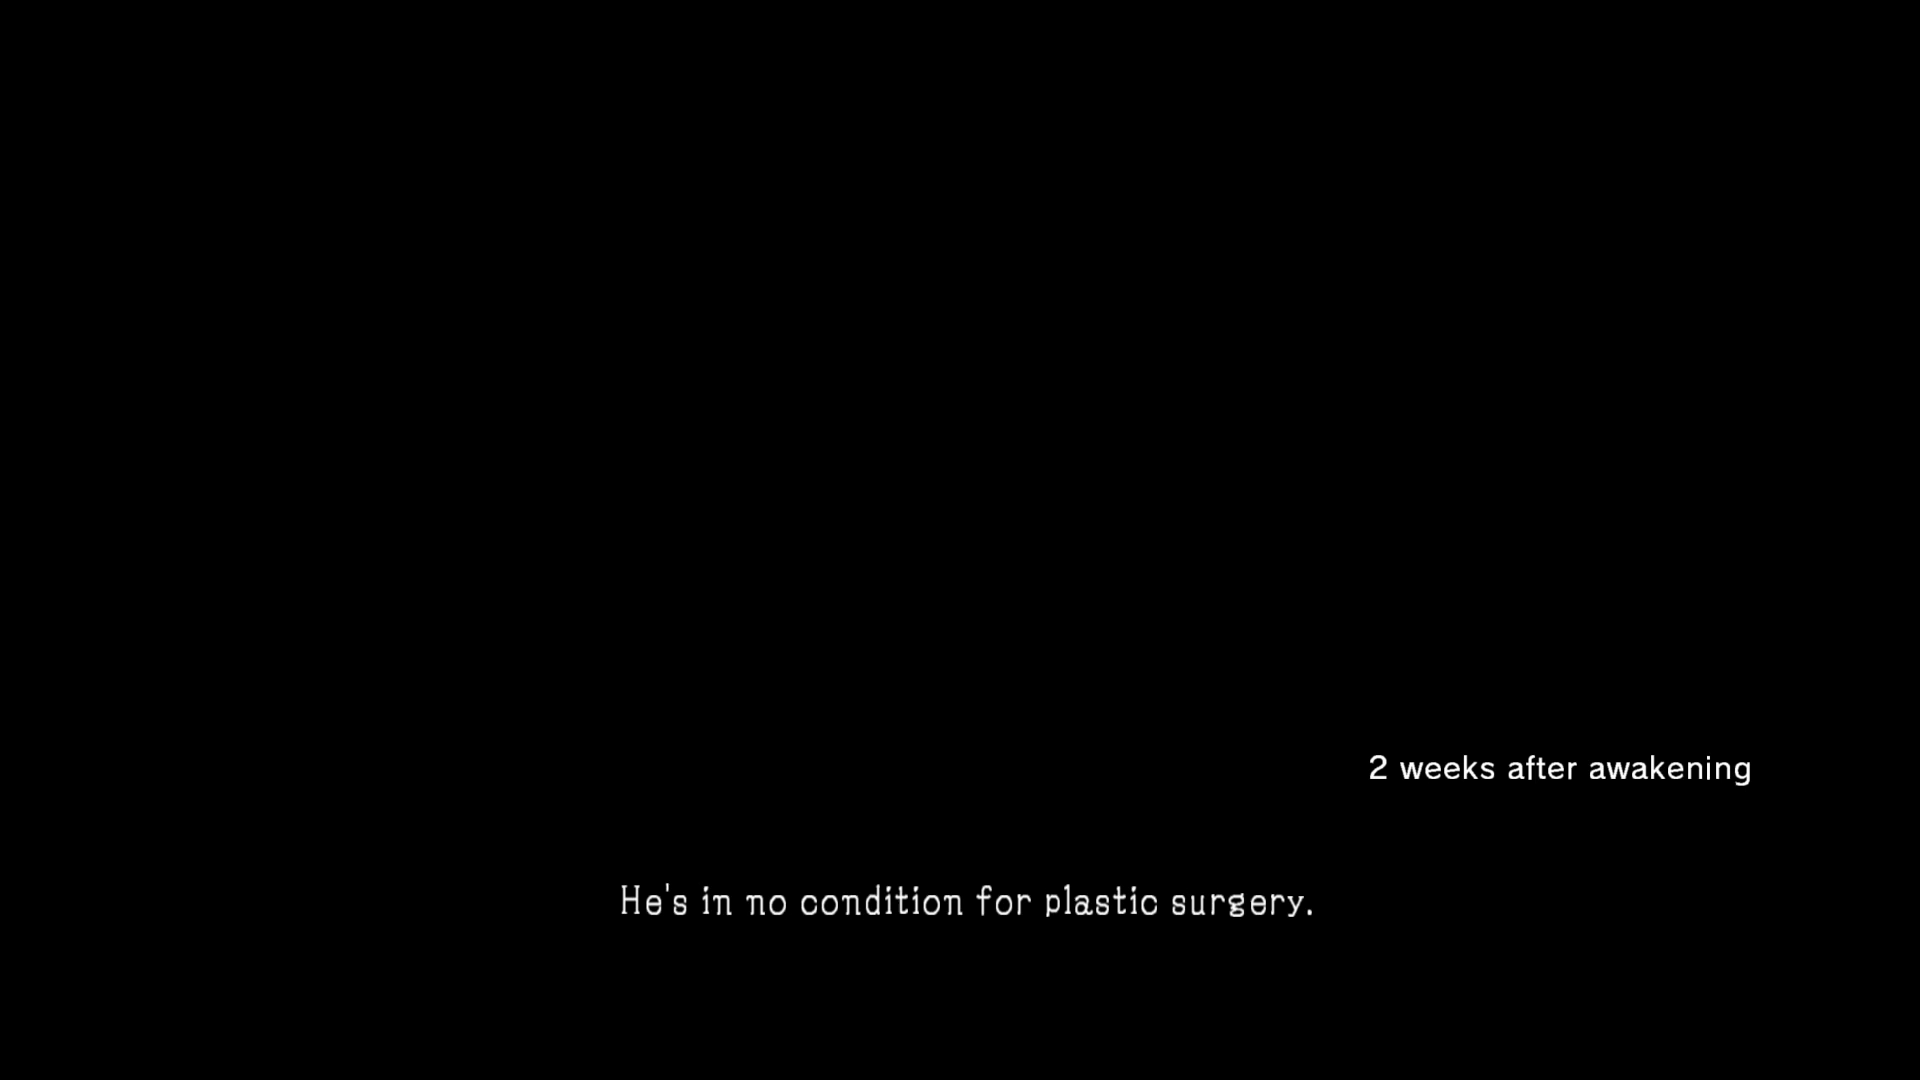 2 weeks after awakening
He's in no condition for plastic surgery.